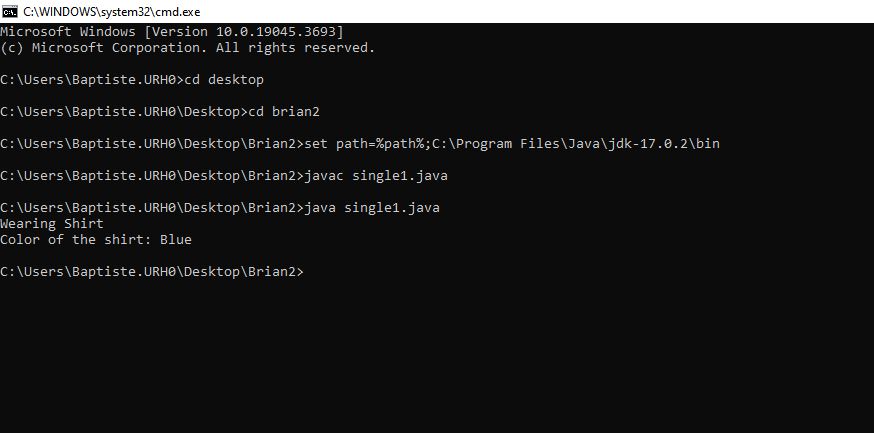 C:\WINDOWS\system32\cmd.exe
Microsoft Windows [Version 10.0.19045.3693]
(c) Microsoft Corporation. All rights reserved.
C:\Users\Baptiste.URH0>cd desktop
C:\Users\Baptiste.URH0\Desktop>cd brian2
C:\Users\Baptiste.URH0\Desktop\Brian2>set path=%path%;C:\Program Files\Java\jdk-17.0.2\bin
C:\Users\Baptiste.URH0\Desktop\Brian2>javac single1.java
C:\Users\Baptiste.URH0\Desktop\Brian2>java single1.java
Wearing Shirt
Color of the shirt: Blue
C:\Users\Baptiste.URH0\Desktop\Brian2>